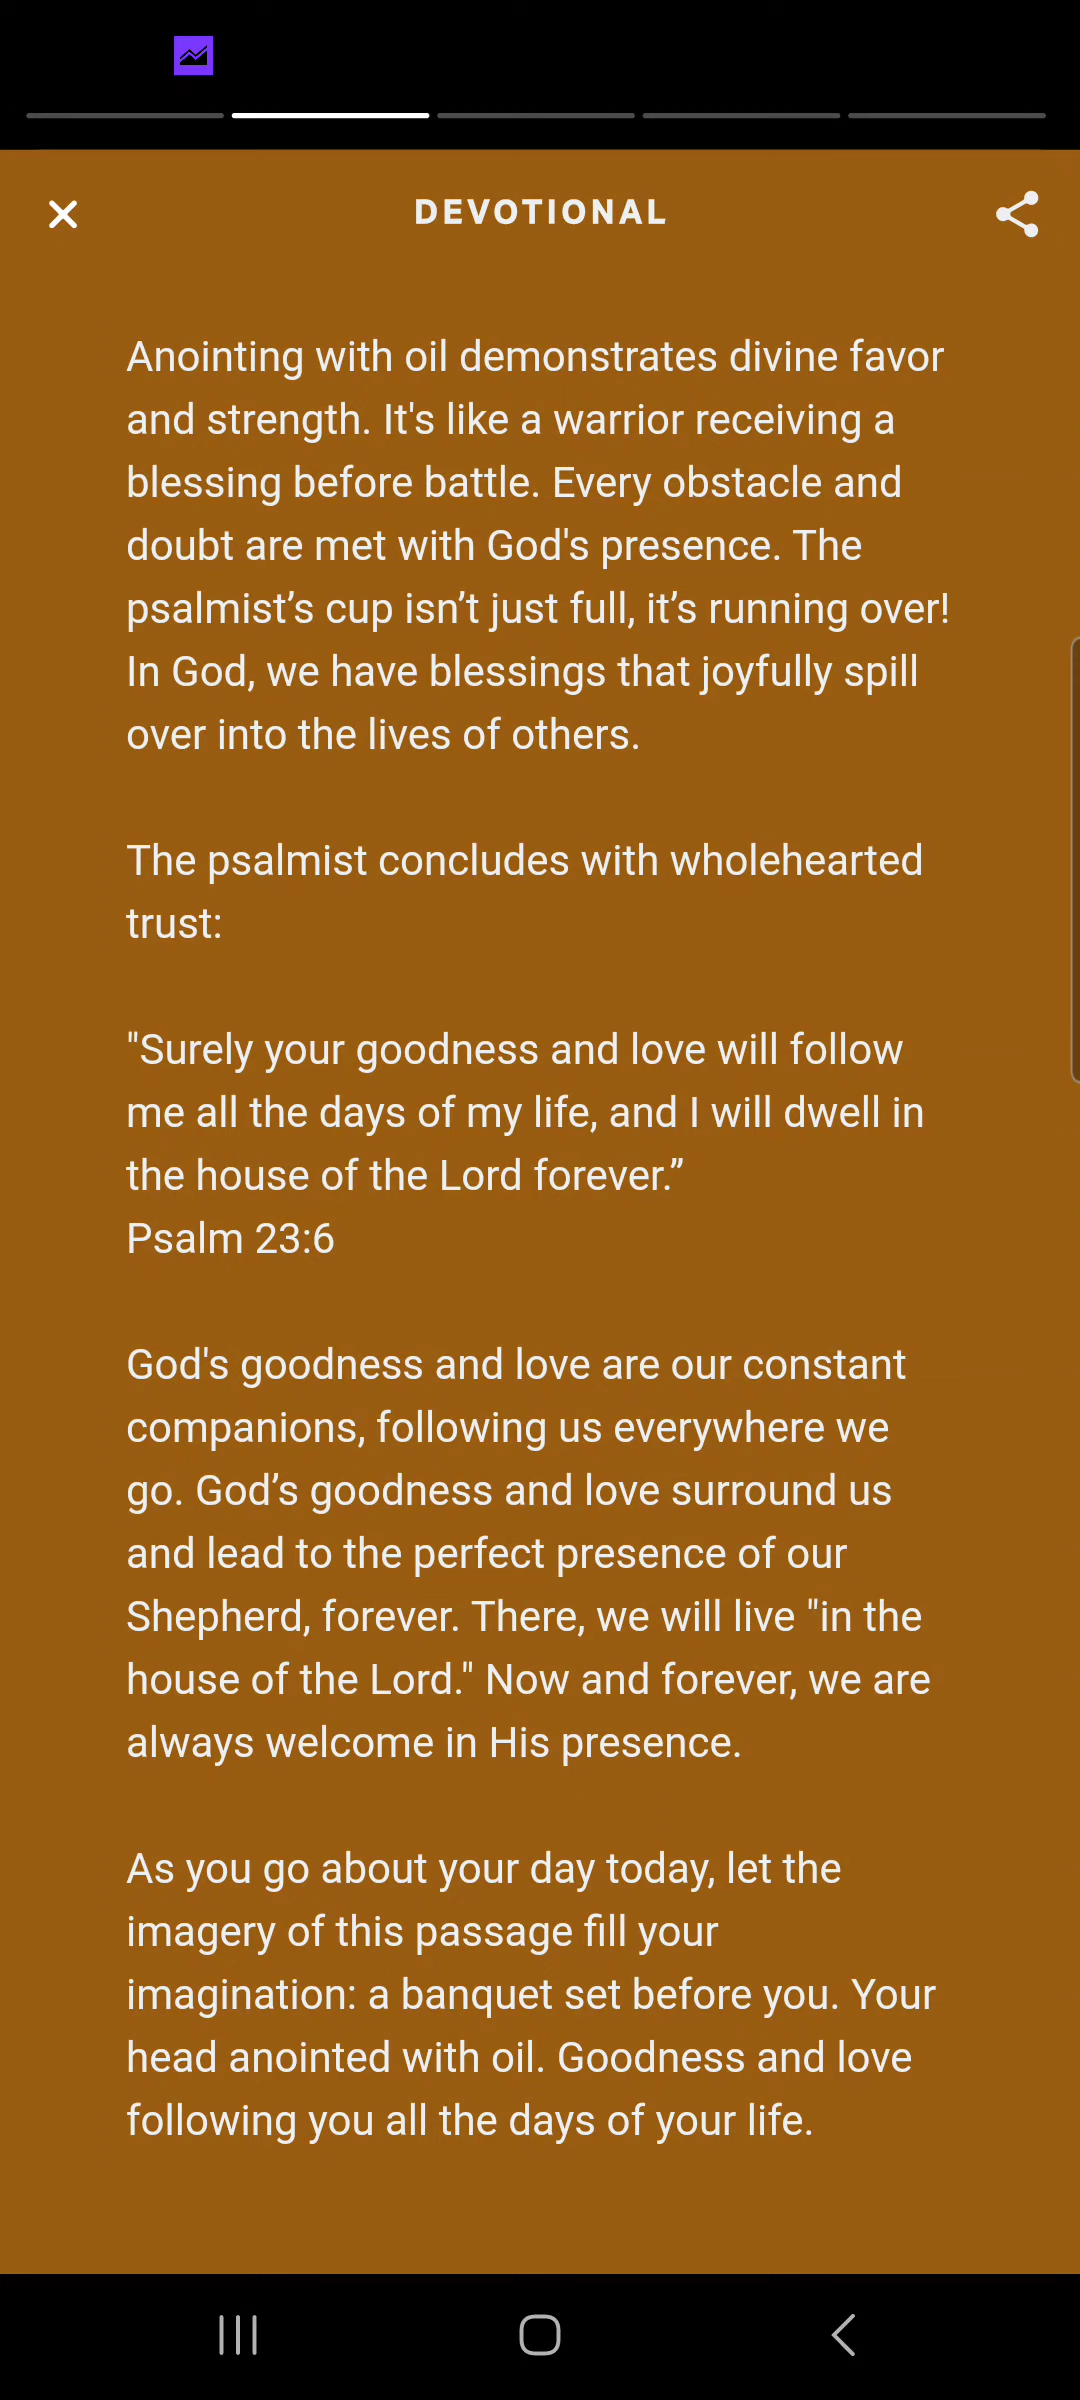 DEVOTIONAL
Anointing with oil demonstrates divine favor
and strength. It's like a warrior receiving a
blessing before battle. Every obstacle and
doubt are met with God's presence. The
psalmist’s cup isn’t just full, it’s running over!
In God, we have blessings that joyfully spill
over into the lives of others.
The psalmist concludes with wholehearted
trust:
"Surely your goodness and love will follow
me all the days of my life, and I will dwell in
the house of the Lord forever.”
Psalm 23:6
God's goodness and love are our constant
companions, following us everywhere we
go. God’s goodness and love surround us
and lead to the perfect presence of our
Shepherd, forever. There, we will live "in the
house of the Lord." Now and forever, we are
always welcome in His presence.
As you go about your day today, let the
imagery of this passage fill your
imagination: a banquet set before you. Your
head anointed with oil. Goodness and love
following you all the days of your life.